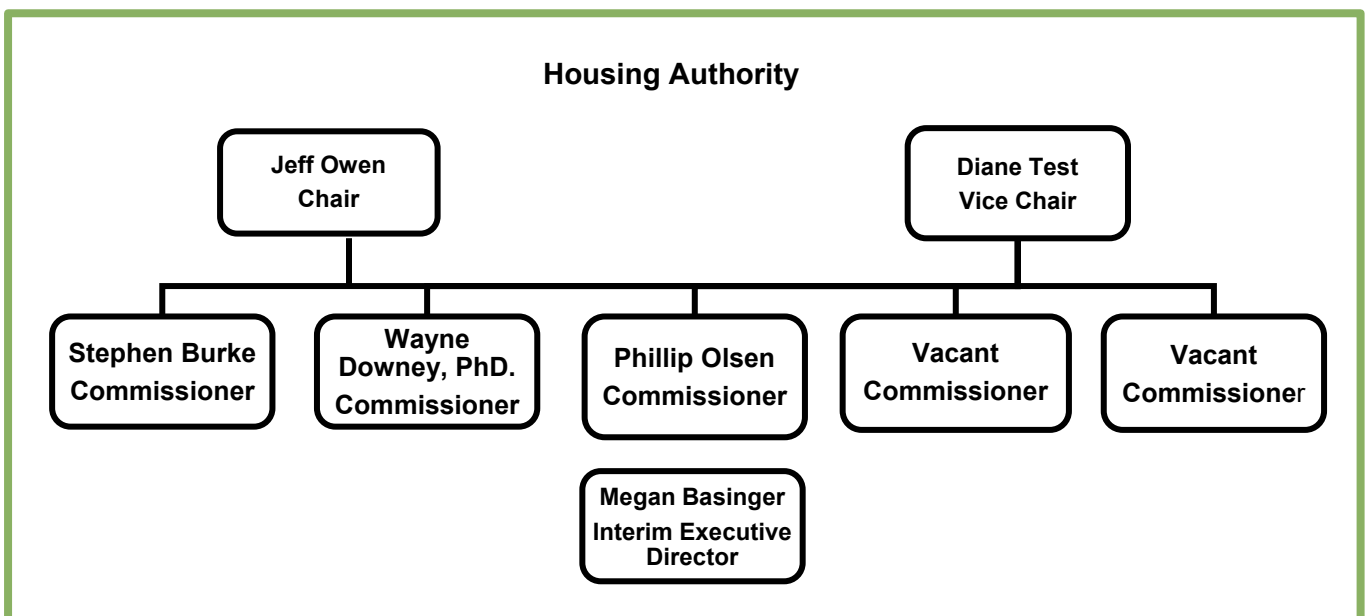 Housing Authority
Jeff Owen
Chair
Diane Test
Vice Chair
Stephen Burke
Commissioner
Wayne
Downey, PhD.
Commissioner
Phillip Olsen
Commissioner
Vacant
Commissioner
Vacant
Commissioner
Megan Basinger
Interim Executive
Director